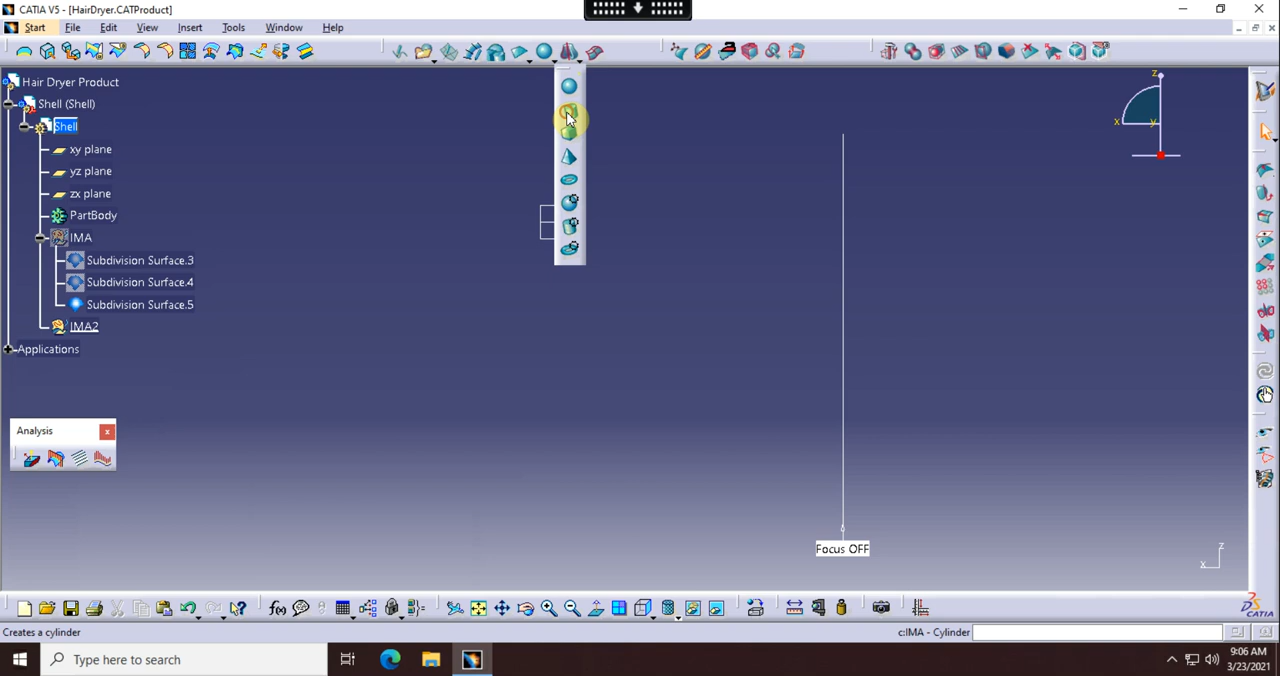 CATIA V5 - [HairDryer.CATProduct]
Start File Edit View Insert Tools Window Help
Hair Dryer Product
Shell (Shell)
Shell
xy plane
yz plane
zx plane
PartBody
IMA
Subdivision Surface.3
Subdivision Surface.4
Subdivision Surface.5
IMA2
Applications
z
x
y
Analysis
x
Focus OFF
z
x
f(x)
DS
CATIA
Creates a cylinder
c:IMA - Cylinder
Type here to search
9:06 AM
3/23/2021